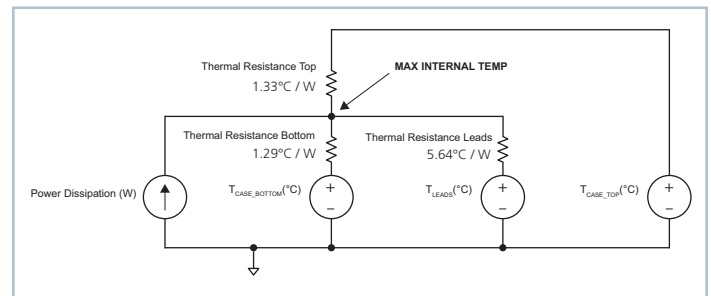 Thermal Resistance Top
1.33°C / W
MAX INTERNAL TEMP
Thermal Resistance Bottom
1.29°C / W
Thermal Resistance Leads
5.64°C / W
Power Dissipation (W)
T_CASE_BOTTOM(°C)
+
–
T_LEADS(°C)
+
–
T_CASE_TOP(°C)
+
–